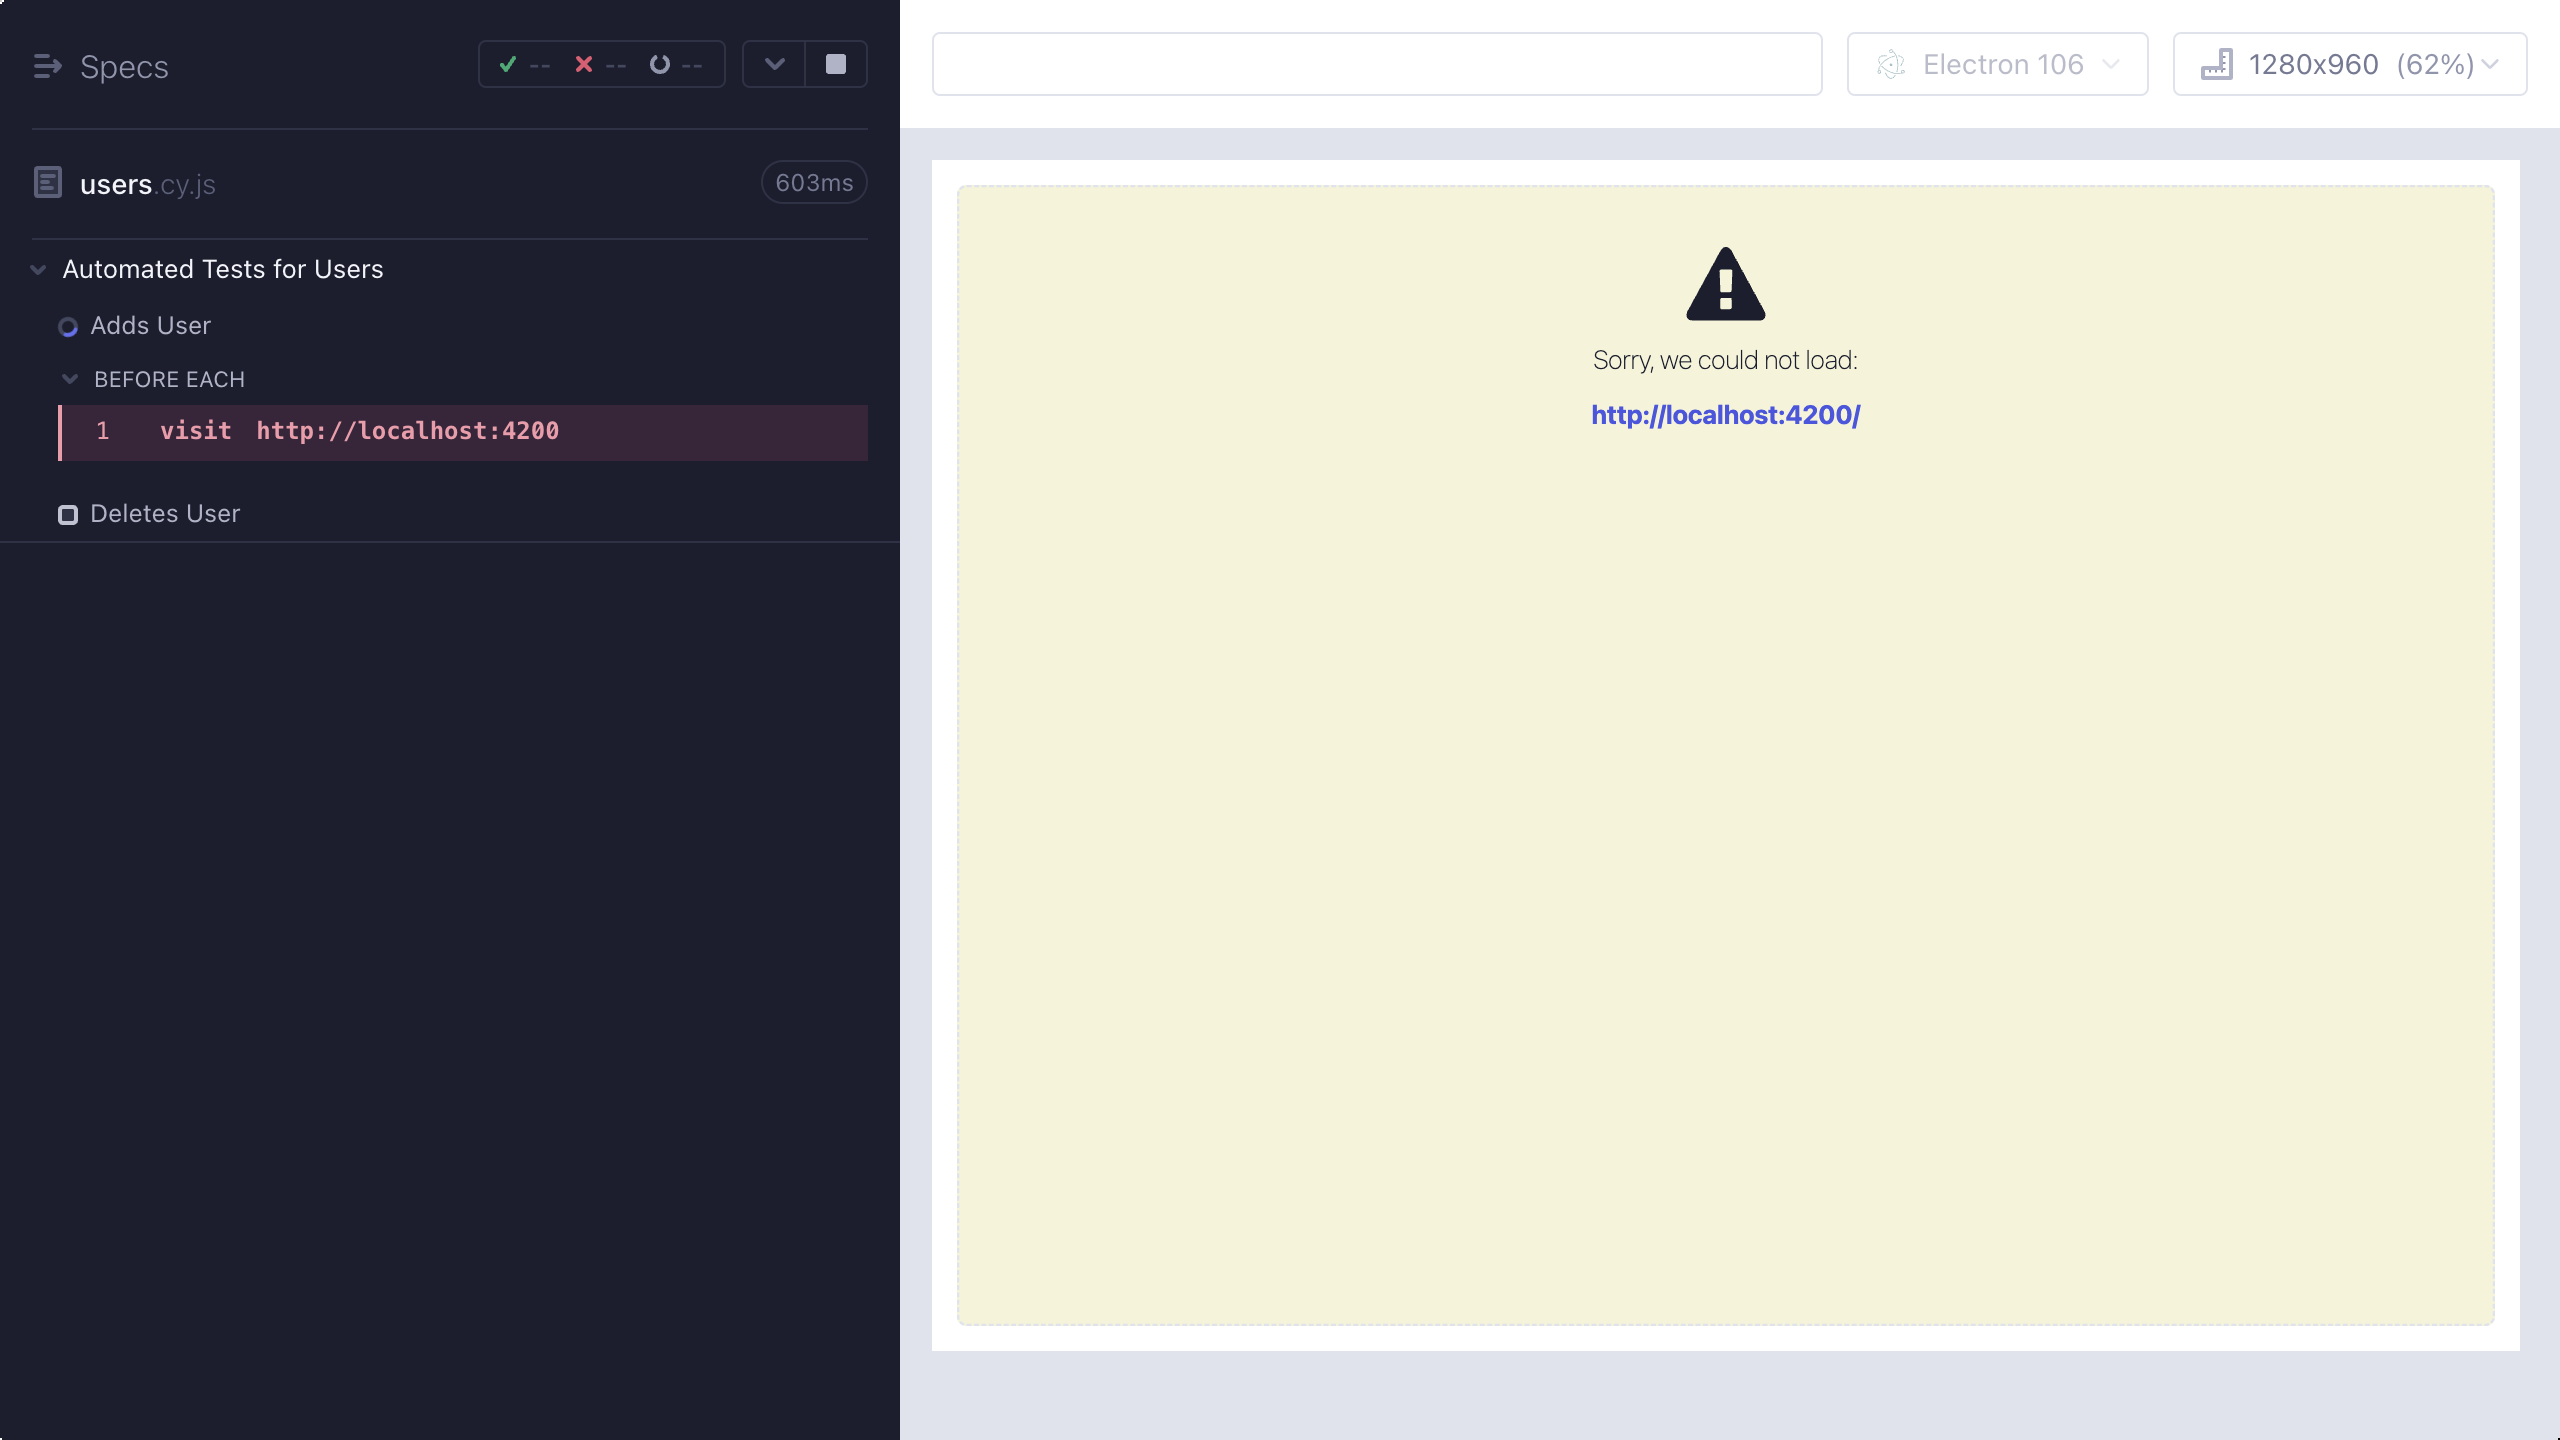 Specs
-- -- --
users.cy.js
603ms
Automated Tests for Users
Adds User
BEFORE EACH
1 visit http://localhost:4200
Deletes User
Electron 106
1280x960 (62%)
Sorry, we could not load:
http://localhost:4200/